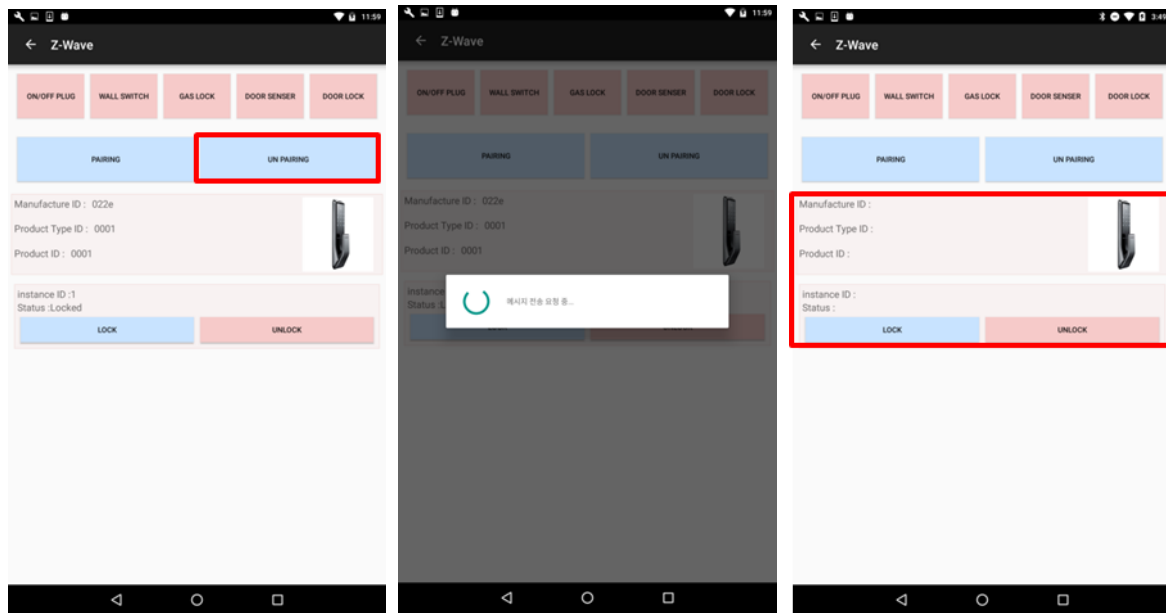 11:59
Z-Wave
ON/OFF PLUG WALL SWITCH GAS LOCK DOOR SENSER DOOR LOCK
PAIRING UN PAIRING
Manufacture ID : 022e
Product Type ID : 0001
Product ID : 0001
instance ID :1
Status :Locked
LOCK UNLOCK
11:59
Z-Wave
ON/OFF PLUG WALL SWITCH GAS LOCK DOOR SENSER DOOR LOCK
PAIRING UN PAIRING
Manufacture ID : 022e
Product Type ID : 0001
Product ID : 0001
instance
Status :L
메시지 전송 요청 중...
3:49
Z-Wave
ON/OFF PLUG WALL SWITCH GAS LOCK DOOR SENSER DOOR LOCK
PAIRING UN PAIRING
Manufacture ID :
Product Type ID :
Product ID :
instance ID :
Status :
LOCK UNLOCK